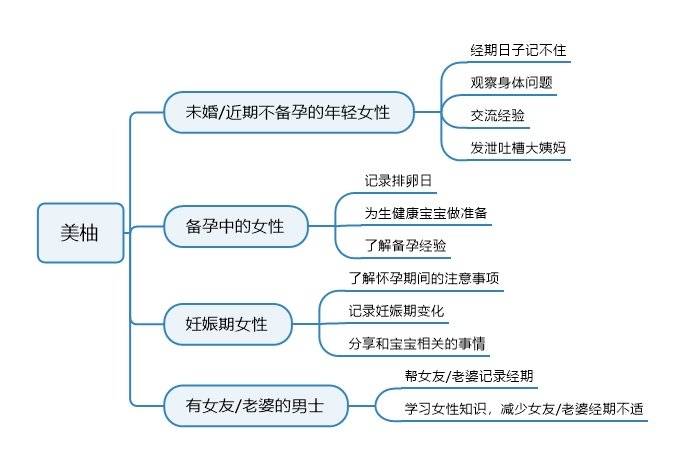 美柚
未婚/近期不备孕的年轻女性
经期日子记不住
观察身体问题
交流经验
发泄吐槽大姨妈
备孕中的女性
记录排卵日
为生健康宝宝做准备
了解备孕经验
妊娠期女性
了解怀孕期间的注意事项
记录妊娠期变化
分享和宝宝相关的事情
有女友/老婆的男士
帮女友/老婆记录经期
学习女性知识，减少女友/老婆经期不适